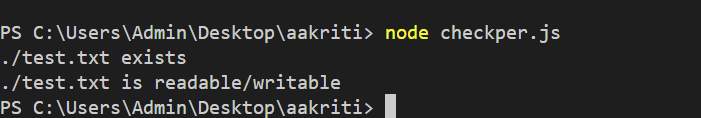 PS C:\Users\Admin\Desktop\aakriti> node checkper.js
./test.txt exists
./test.txt is readable/writable
PS C:\Users\Admin\Desktop\aakriti>